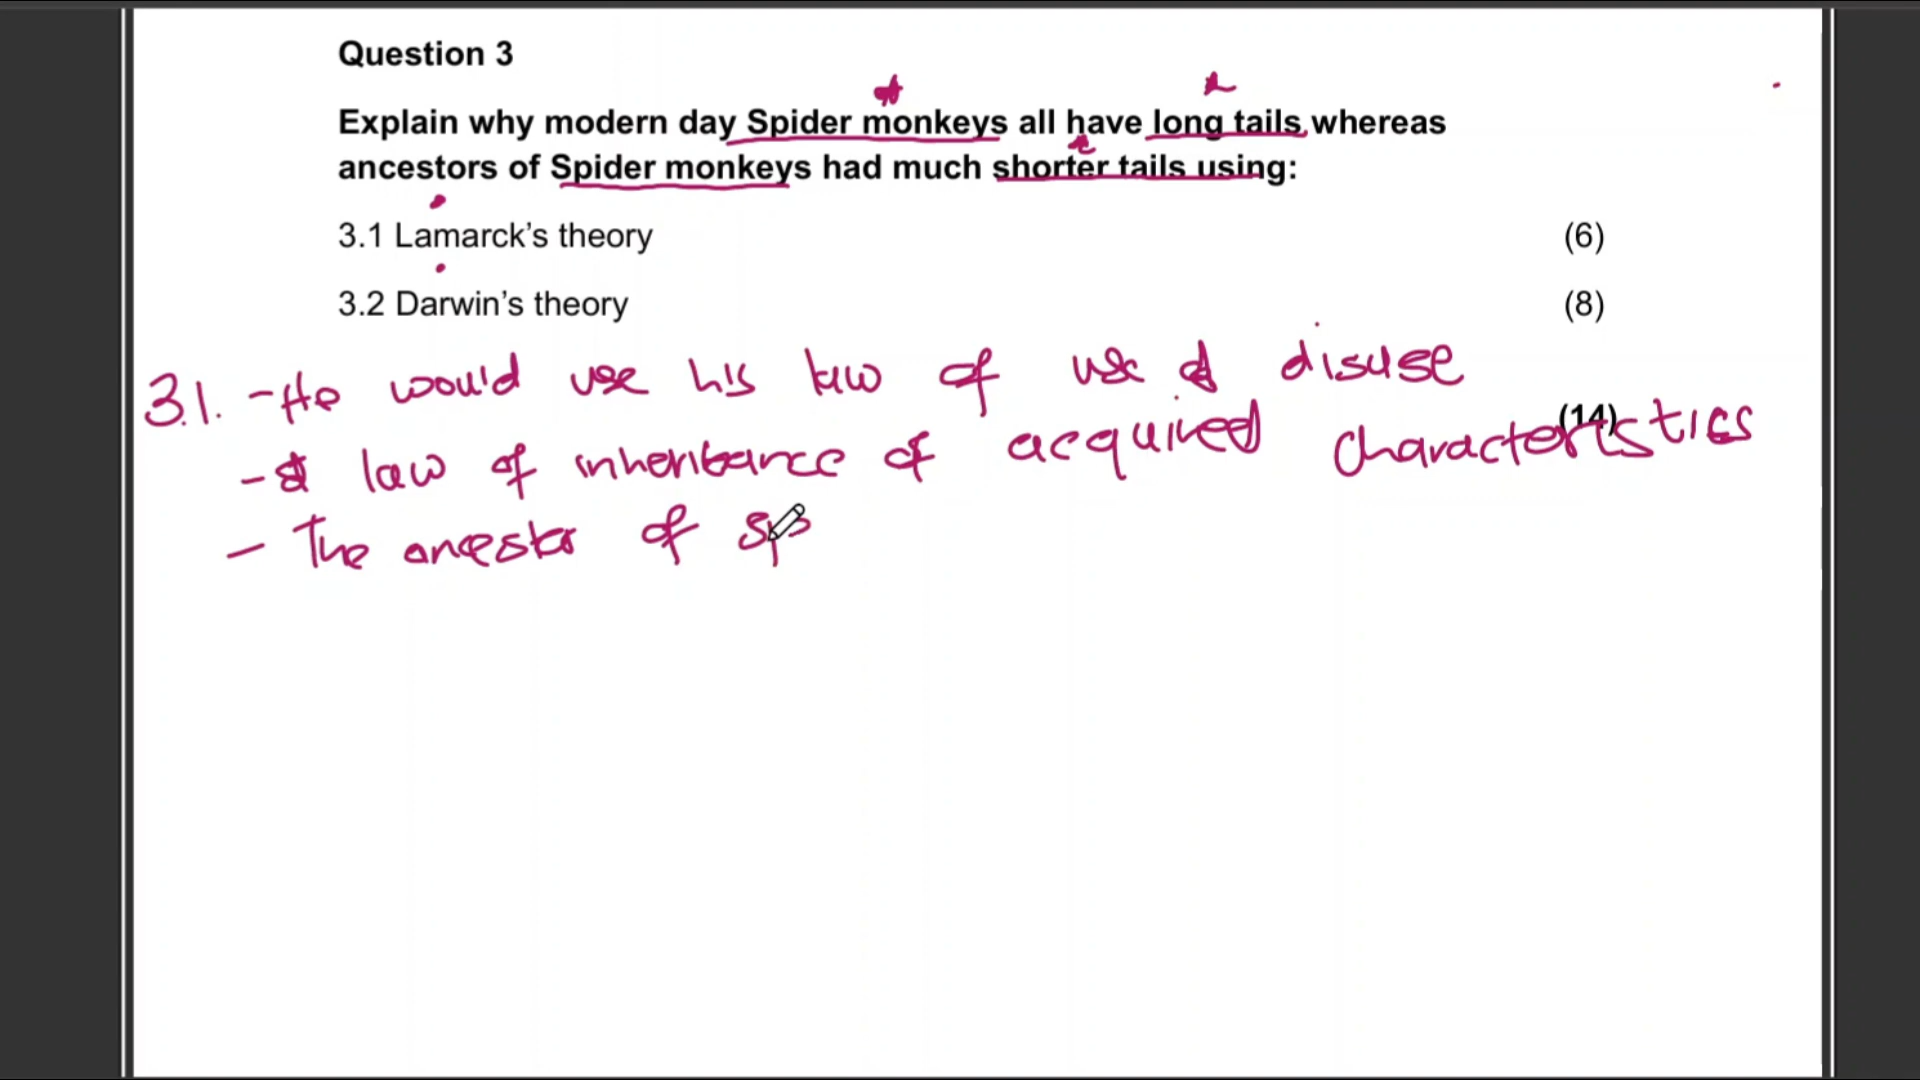 Question 3
Explain why modern day Spider monkeys all have long tails whereas
ancestors of Spider monkeys had much shorter tails using:
3.1 Lamarck’s theory (6)
3.2 Darwin’s theory (8)
3.1. - He would use his law of use & disuse
(14)
- & law of inheritance of acquired characteristics
- The ancestor of sp